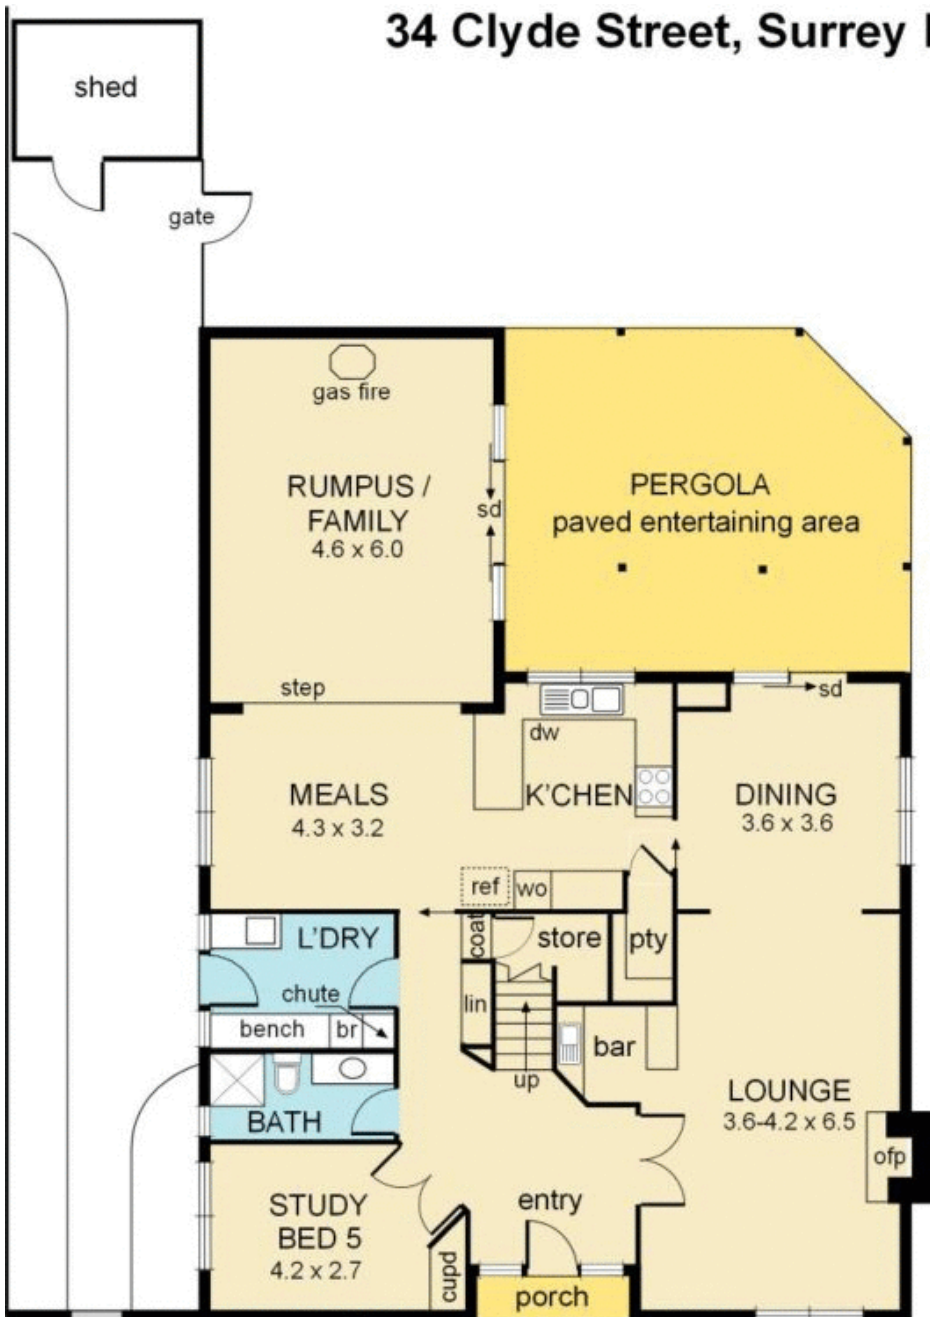 34 Clyde Street, Surrey
shed
gate
gas fire
RUMPUS /
FAMILY
4.6 x 6.0
sd
PERGOLA
paved entertaining area
step
sd
dw
MEALS
4.3 x 3.2
K'CHEN
DINING
3.6 x 3.6
ref
wo
coat
store
pty
L'DRY
chute
lin
bench
br
up
bar
BATH
LOUNGE
3.6-4.2 x 6.5
ofp
STUDY
BED 5
4.2 x 2.7
entry
cupd
porch